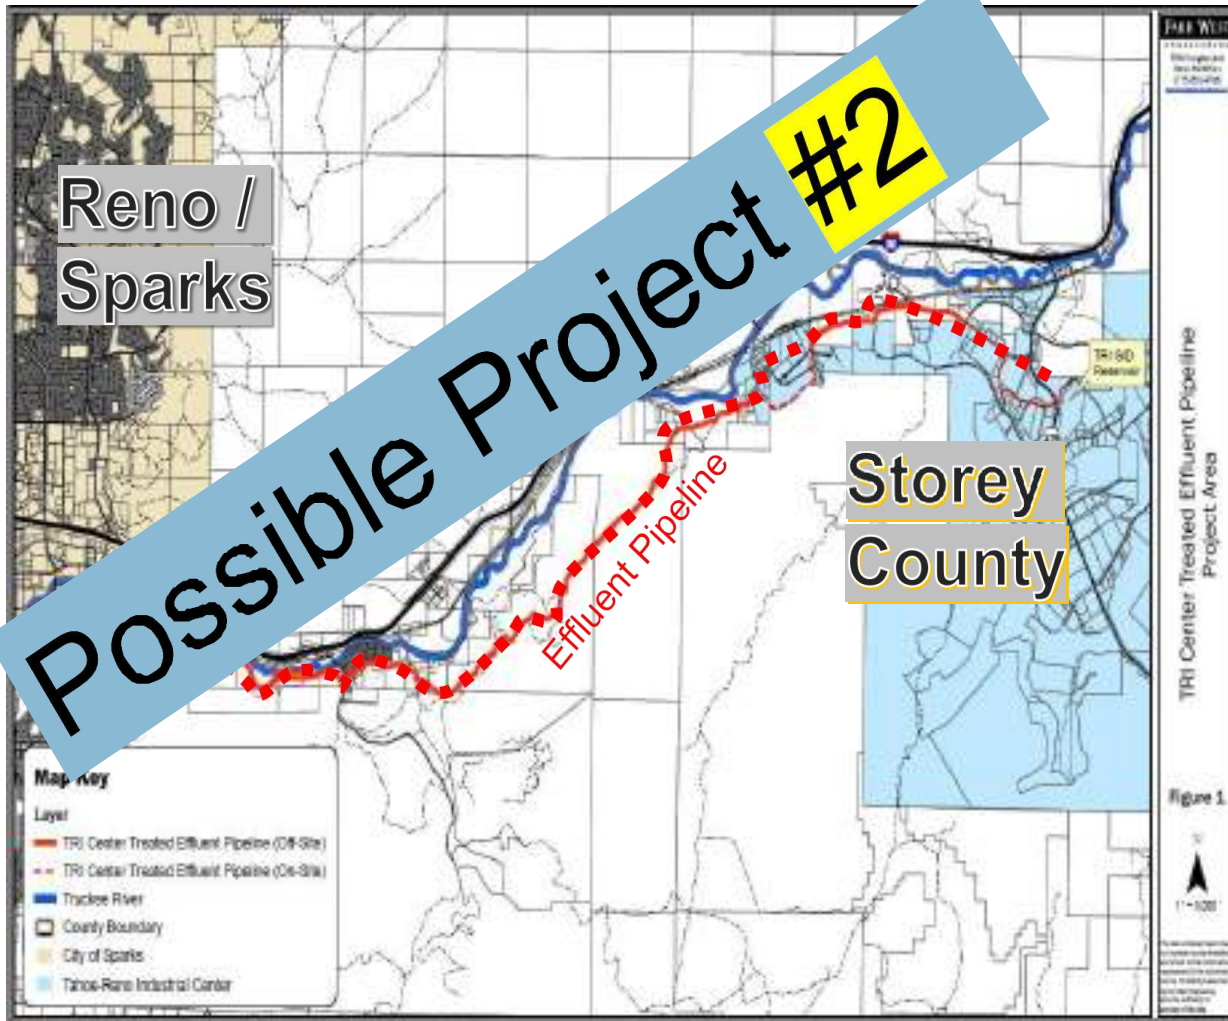 Reno /
Sparks
Possible Project #2
Storey
County
Effluent Pipeline
TRI GID
Reservoir
Map Key
Layer
TRI Center Treated Effluent Pipeline (Off-Site)
TRI Center Treated Effluent Pipeline (On-Site)
Truckee River
County Boundary
City of Sparks
Tahoe-Reno Industrial Center
TRI Center Treated Effluent Pipeline
Project Area
Figure 1